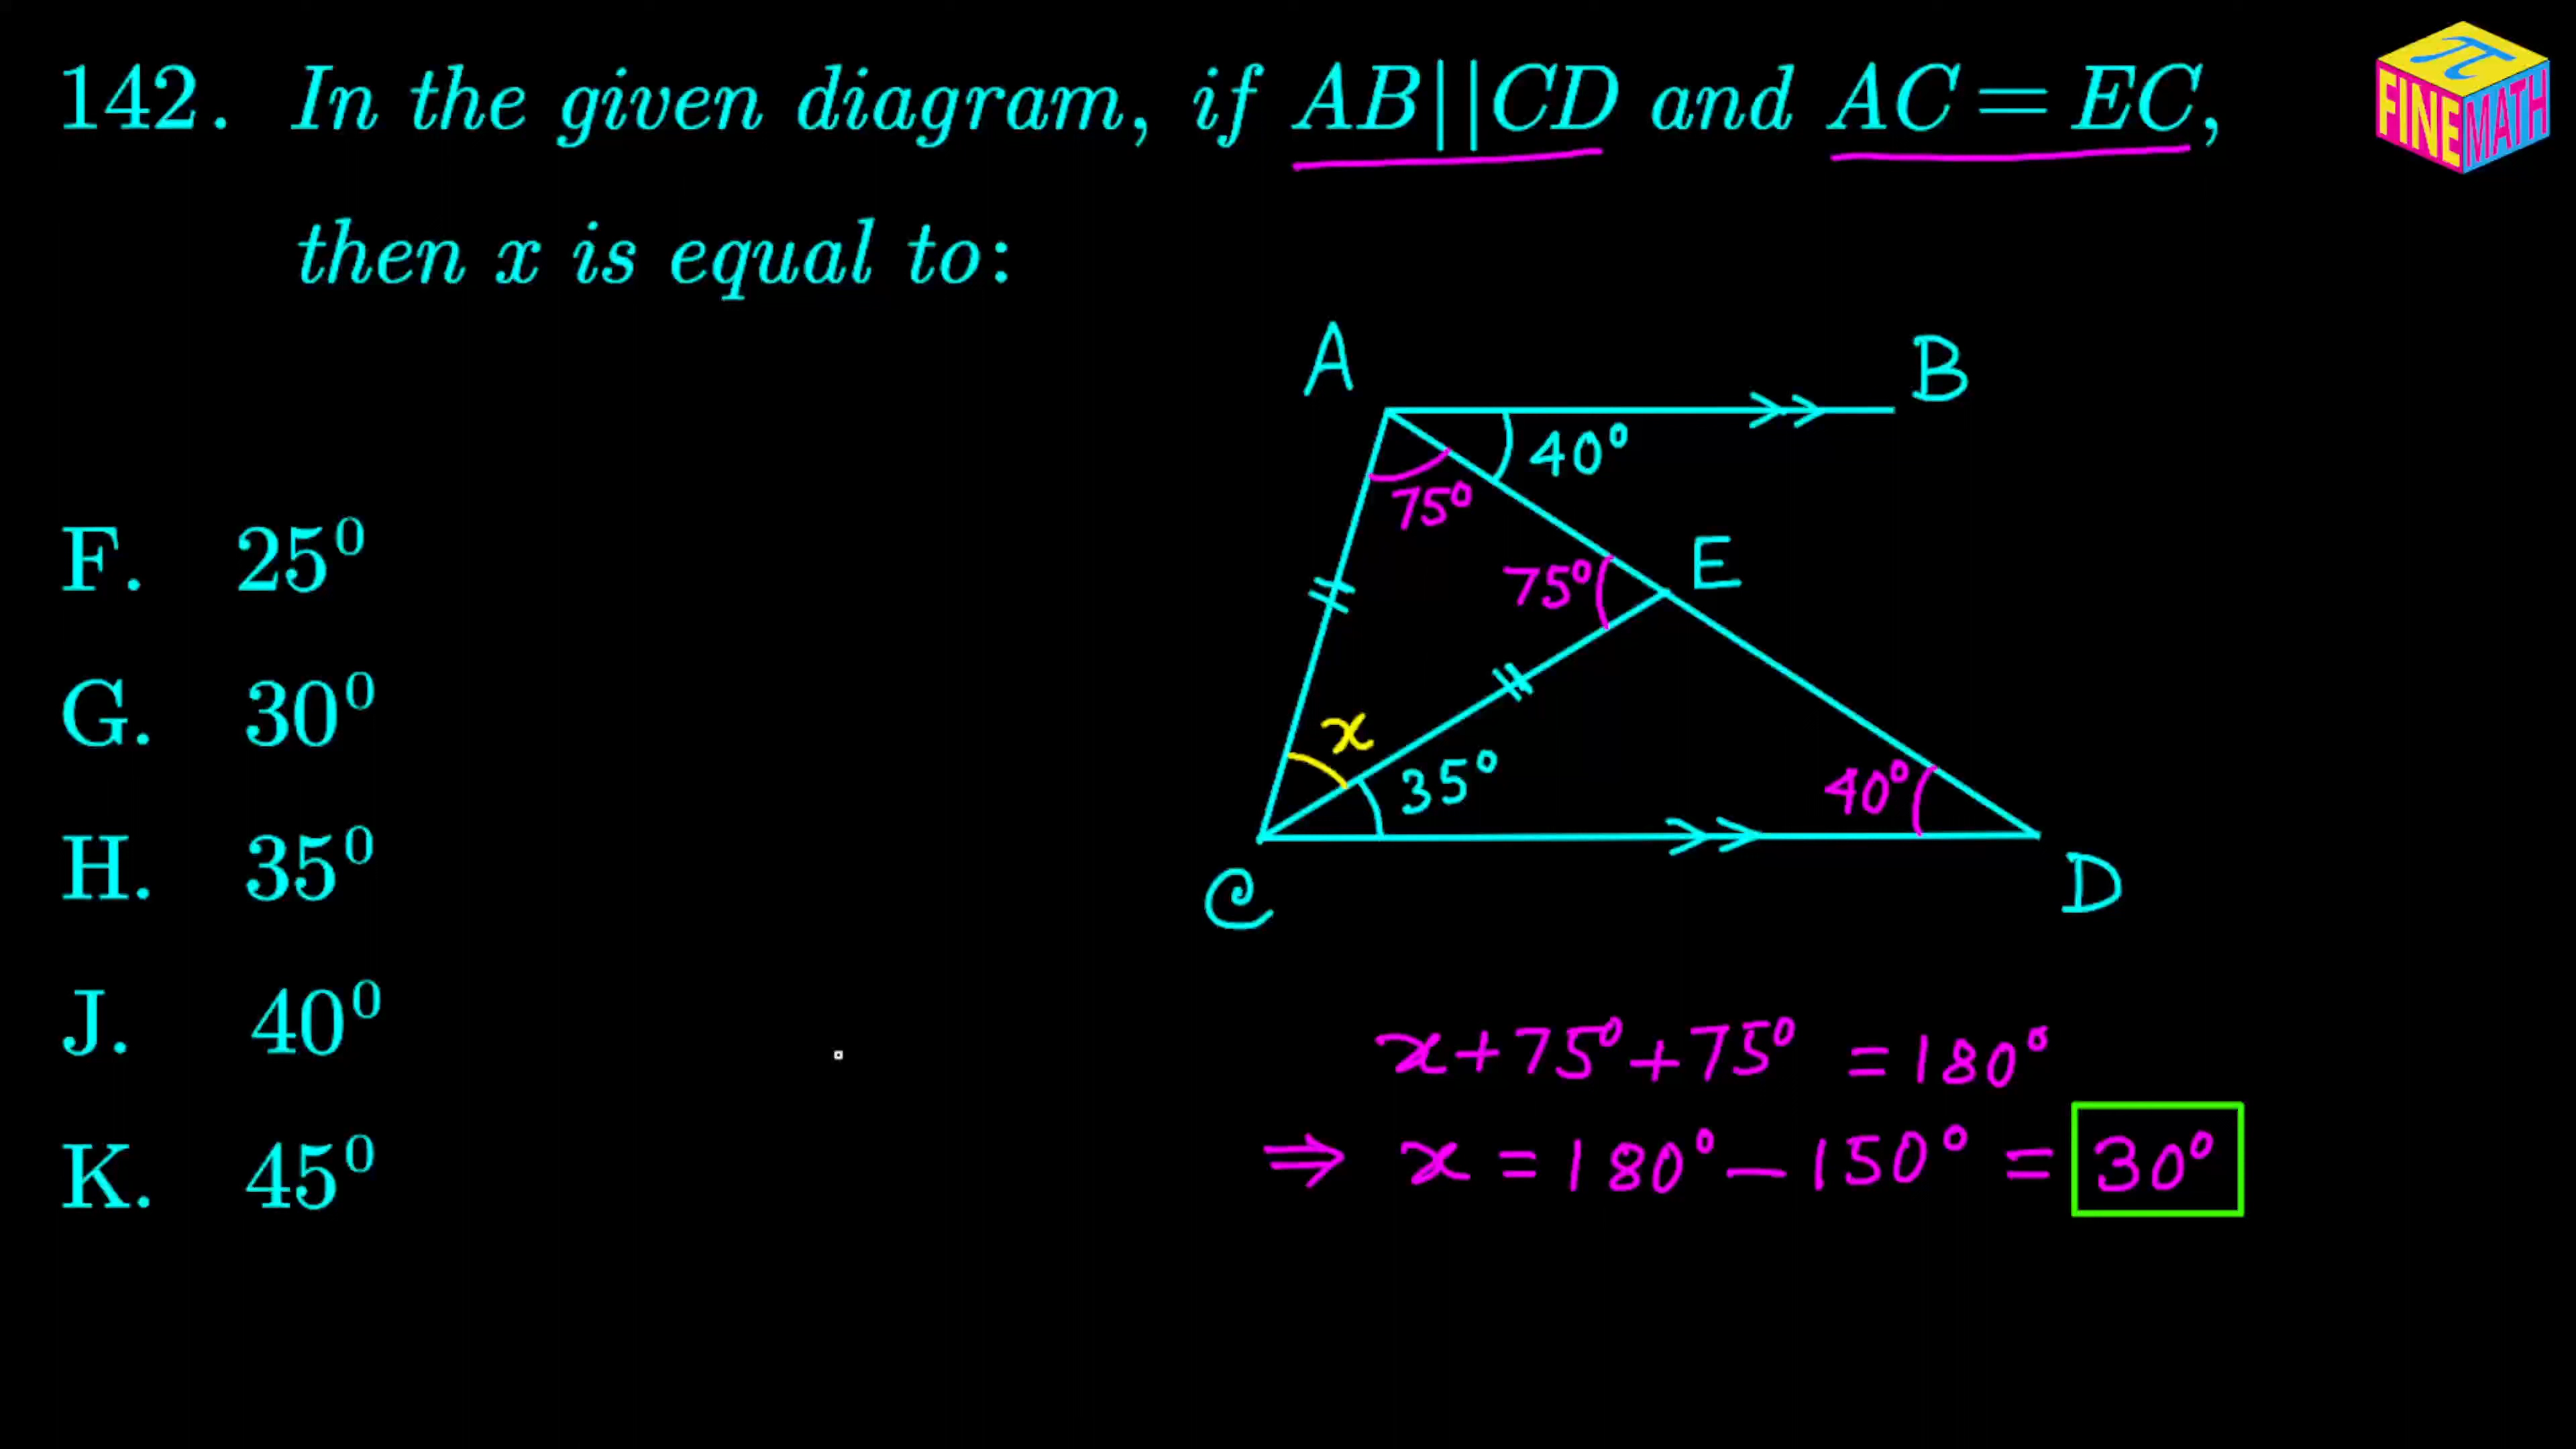 142. In the given diagram, if AB||CD and AC = EC,
π
FINE MATH
then x is equal to:
A
B
40°
75°
F. 25⁰
75°
E
G. 30⁰
x
35°
40°
H. 35⁰
C
D
J. 40⁰
x + 75° + 75° = 180°
K. 45⁰
⇒ x = 180° – 150° = 30°